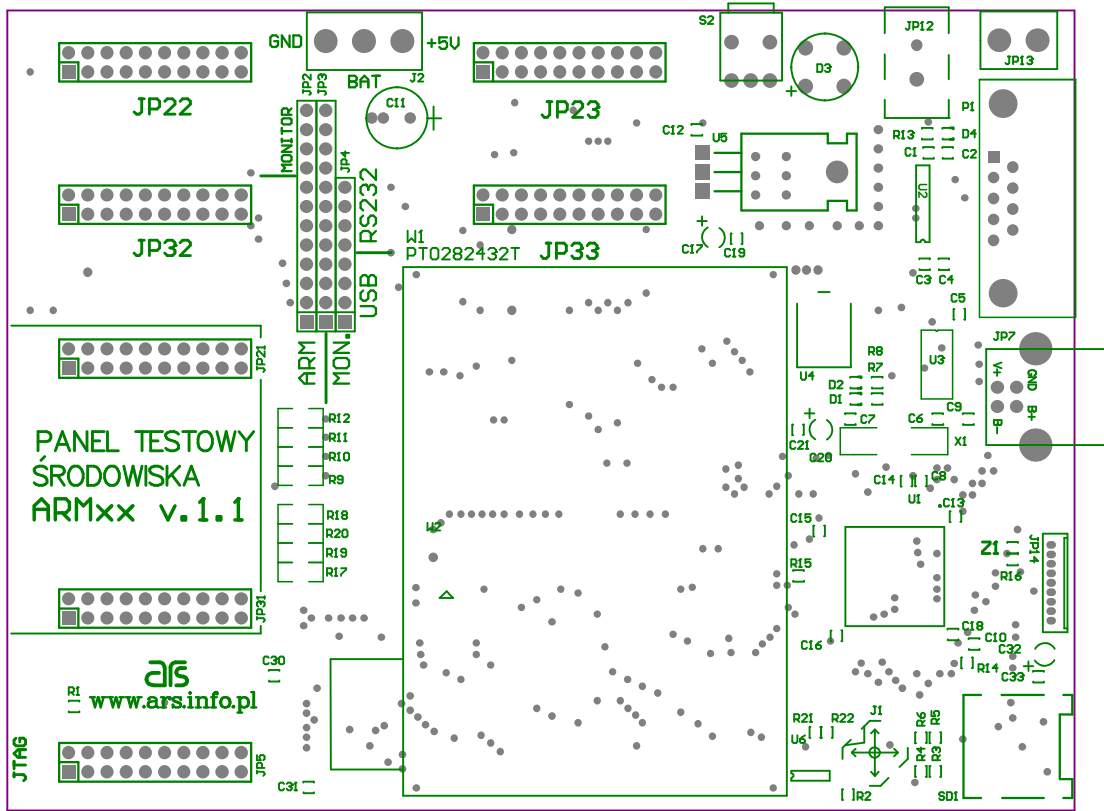 S2
JP12
GND
+5V
JP13
JP2
JP3
BAT
J2
D3
+
C11
JP22
JP23
P1
MONITOR
C12
U5
R13
D4
C1
C2
JP4
U2
RS232
JP32
W1
JP33
PT0282432T
C17
C19
C3
C4
USB
C5
JP21
ARM
MON.
JP7
R8
R7
U3
U4
V+
GND
D2
D1
B-
B+
C7
C6
C9
R12
R11
R10
R9
PANEL TESTOWY
ŚRODOWISKA
ARMxx v.1.1
C21
C20
X1
C14
C8
U1
C13
R18
R20
R19
R17
W2
C15
R15
Z1
JP14
R16
JP31
C16
C18
C10
C32
R14
C33
ars
www.ars.info.pl
C30
R1
J1
R21
R22
R6
R5
U6
JTAG
JP5
R4
R3
C31
R2
SD1